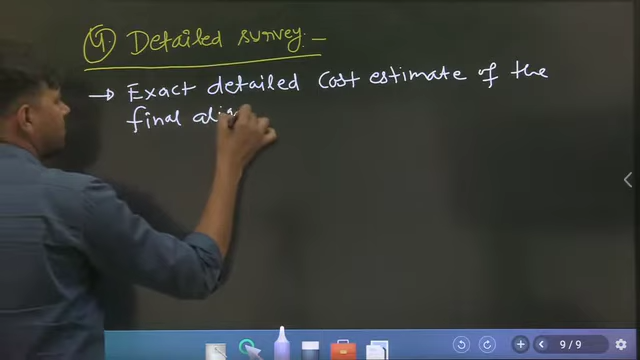 4. Detailed survey:-
→ Exact detailed cost estimate of the
final
9/9